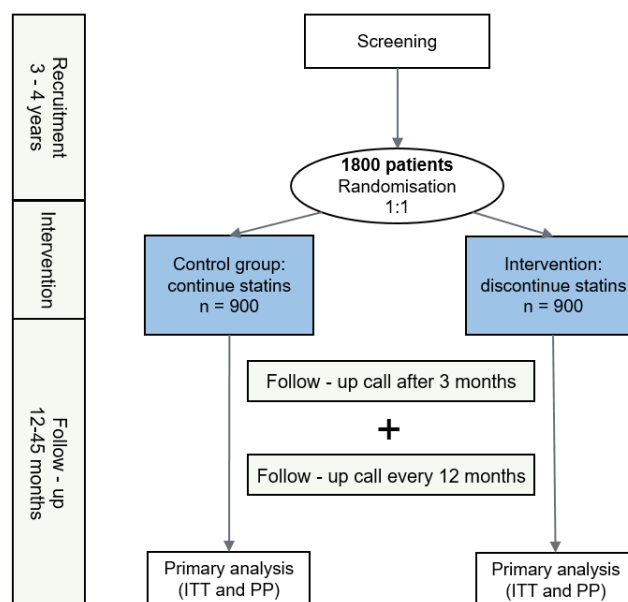 Recruitment
3 - 4 years
Screening
1800 patients
Randomisation
1:1
Intervention
Control group:
continue statins
n = 900
Intervention:
discontinue statins
n = 900
Follow - up
12-45 months
Follow - up call after 3 months
+
Follow - up call every 12 months
Primary analysis
(ITT and PP)
Primary analysis
(ITT and PP)